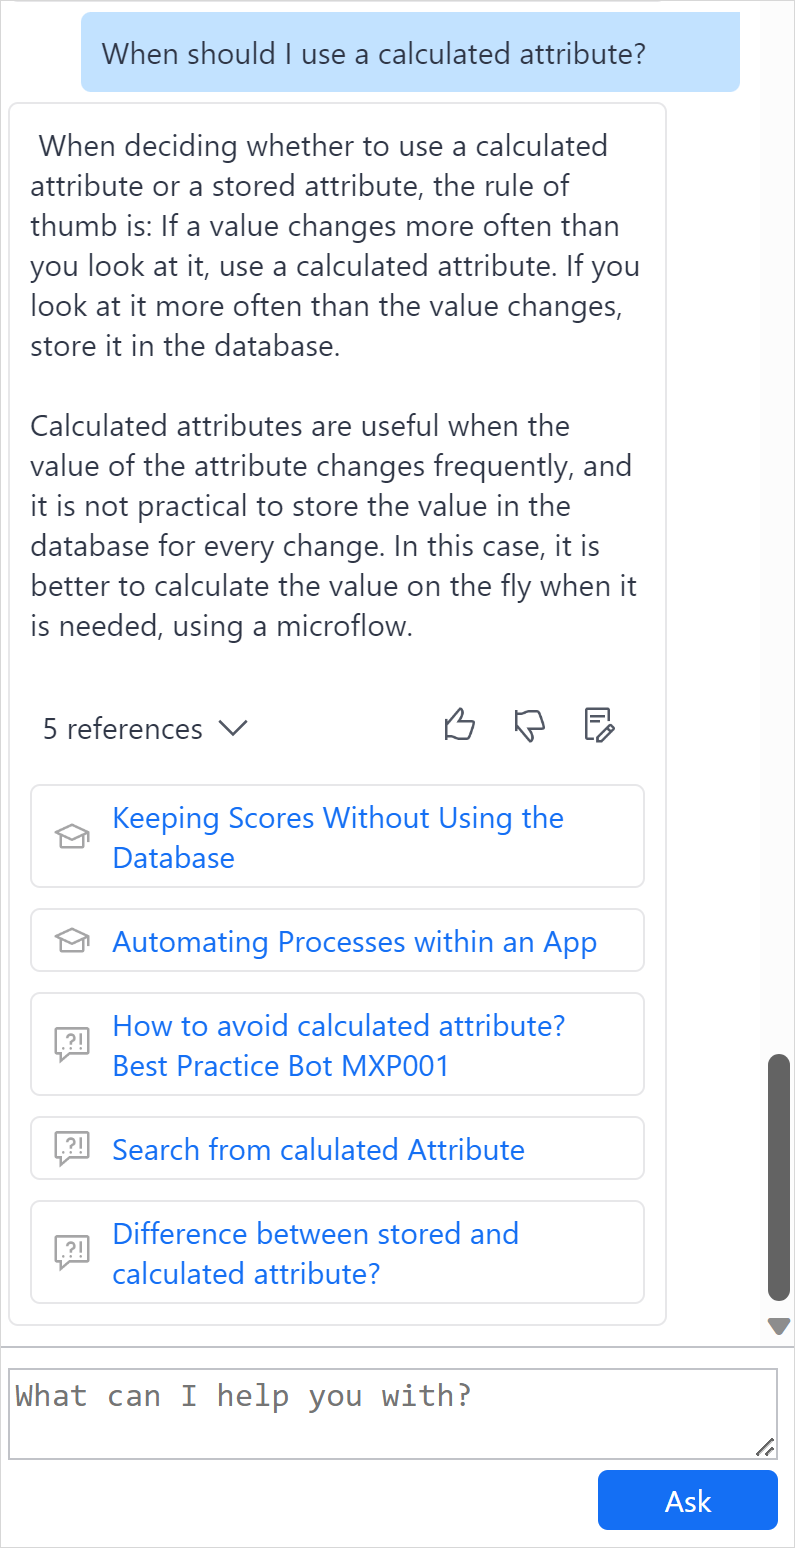 When should I use a calculated attribute?
When deciding whether to use a calculated
attribute or a stored attribute, the rule of
thumb is: If a value changes more often than
you look at it, use a calculated attribute. If you
look at it more often than the value changes,
store it in the database.
Calculated attributes are useful when the
value of the attribute changes frequently, and
it is not practical to store the value in the
database for every change. In this case, it is
better to calculate the value on the fly when it
is needed, using a microflow.
5 references
Keeping Scores Without Using the
Database
Automating Processes within an App
How to avoid calculated attribute?
Best Practice Bot MXP001
Search from calulated Attribute
Difference between stored and
calculated attribute?
What can I help you with?
Ask